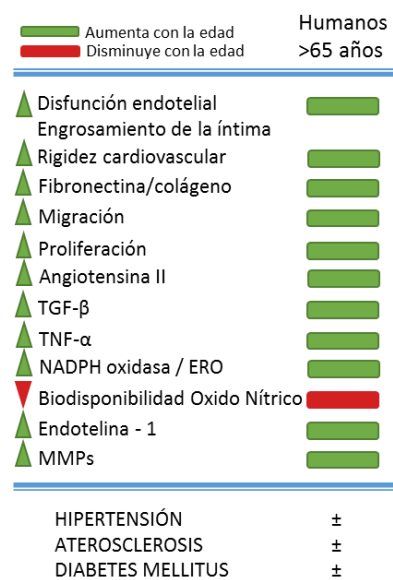 Aumenta con la edad
Disminuye con la edad
Humanos
>65 años
Disfunción endotelial
Engrosamiento de la íntima
Rigidez cardiovascular
Fibronectina/colágeno
Migración
Proliferación
Angiotensina II
TGF-β
TNF-α
NADPH oxidasa / ERO
Biodisponibilidad Oxido Nítrico
Endotelina - 1
MMPs
HIPERTENSIÓN ±
ATEROSCLEROSIS ±
DIABETES MELLITUS ±